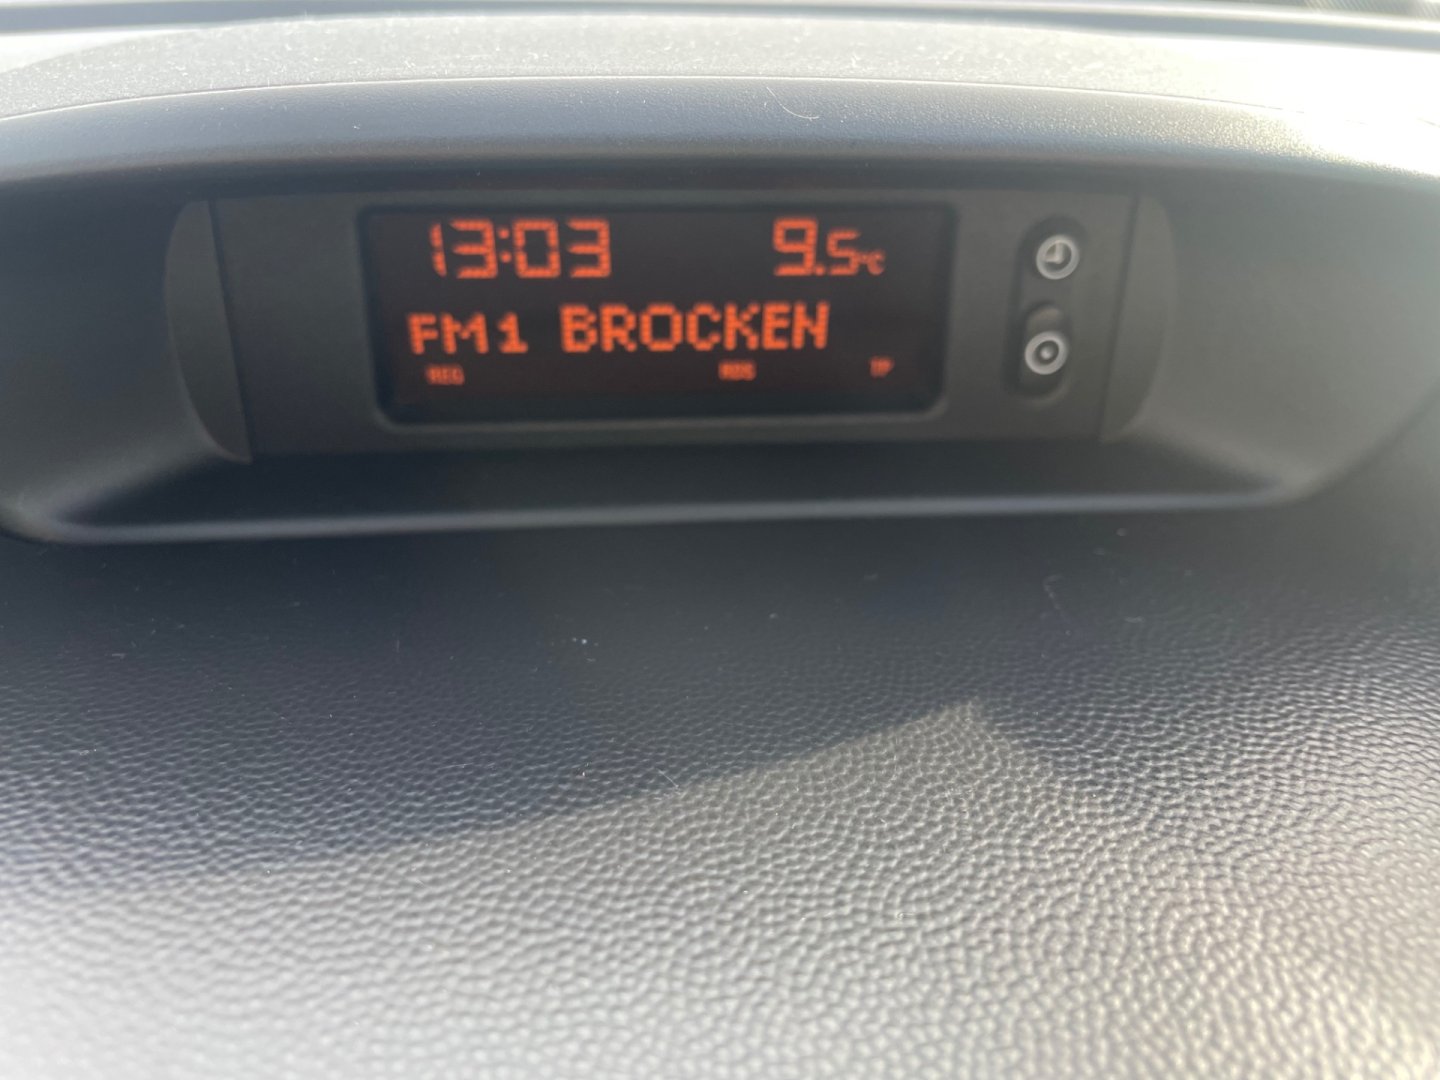 13:03 9.5°C
FM1 BROCKEN
REG RDS TP